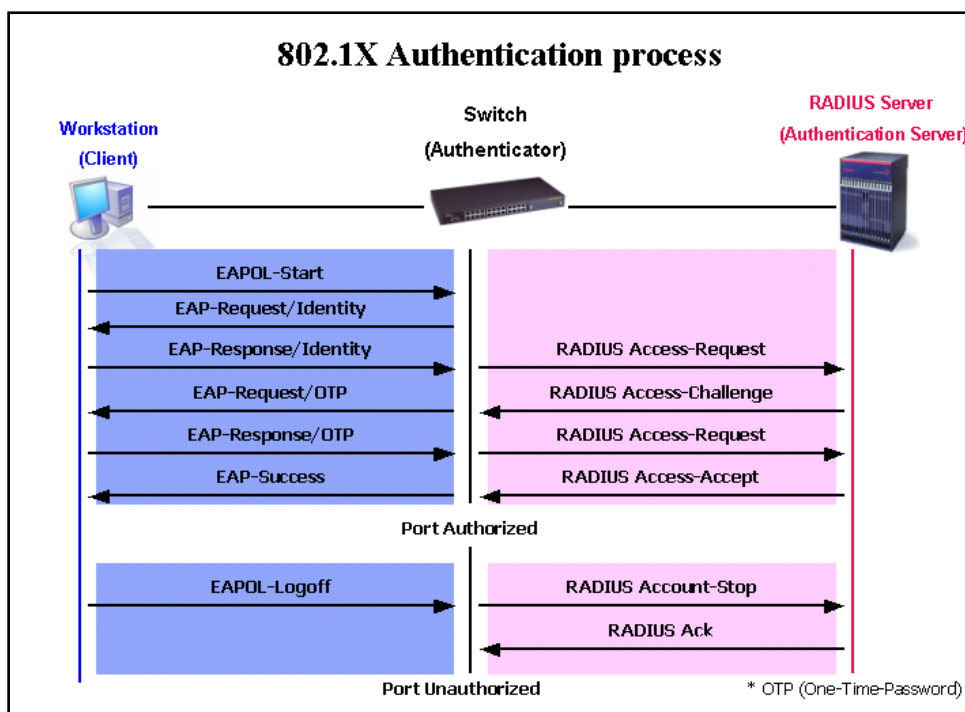 802.1X Authentication process
Workstation
(Client)
Switch
(Authenticator)
RADIUS Server
(Authentication Server)
EAPOL-Start
EAP-Request/Identity
EAP-Response/Identity
RADIUS Access-Request
EAP-Request/OTP
RADIUS Access-Challenge
EAP-Response/OTP
RADIUS Access-Request
EAP-Success
RADIUS Access-Accept
Port Authorized
EAPOL-Logoff
RADIUS Account-Stop
RADIUS Ack
Port Unauthorized
* OTP (One-Time-Password)